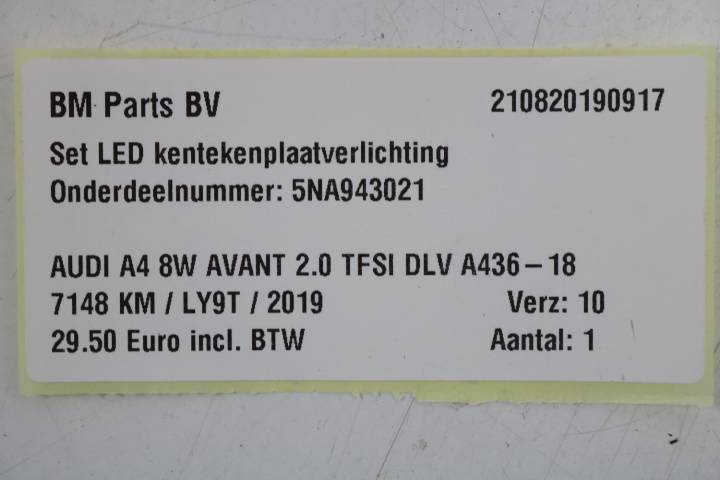 BM Parts BV 210820190917
Set LED kentekenplaatverlichting
Onderdeelnummer: 5NA943021
AUDI A4 8W AVANT 2.0 TFSI DLV A436-18
7148 KM / LY9T / 2019 Verz: 10
29.50 Euro incl. BTW Aantal: 1